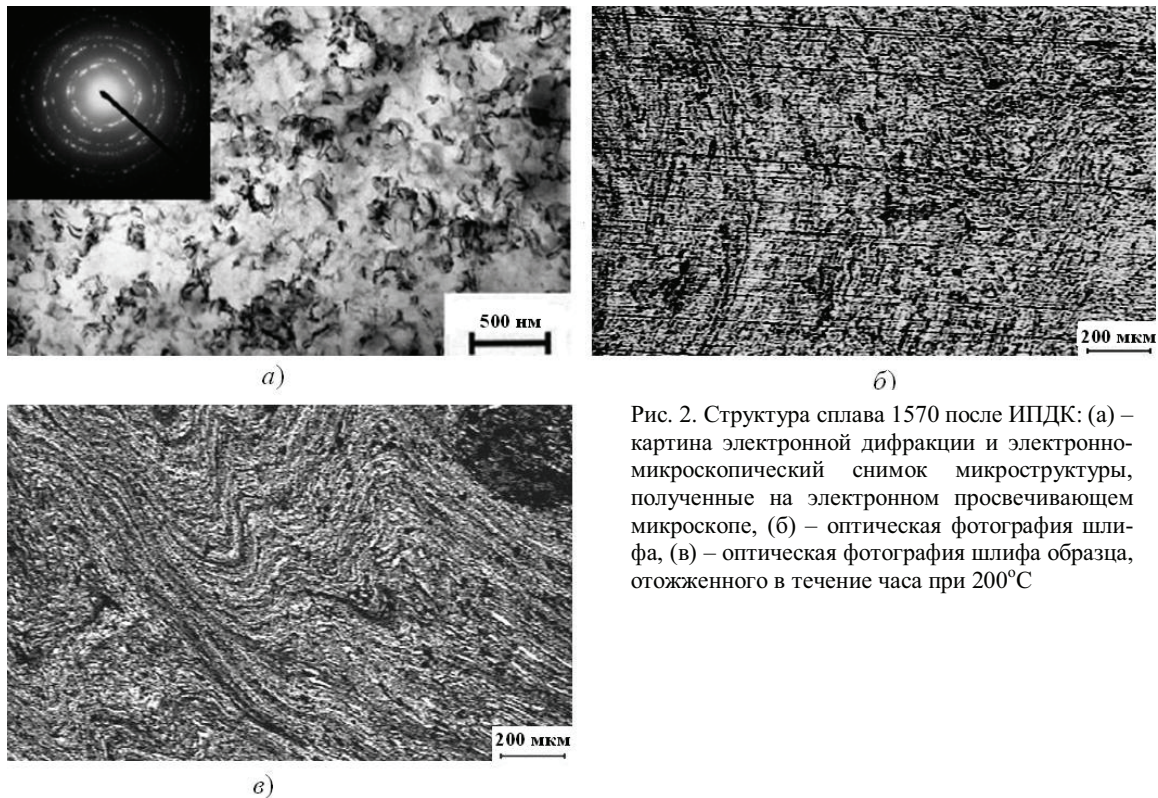 500 нм
а)
200 мкм
б)
200 мкм
в)
Рис. 2. Структура сплава 1570 после ИПДК: (а) –
картина электронной дифракции и электронно-
микроскопический снимок микроструктуры,
полученные на электронном просвечивающем
микроскопе, (б) – оптическая фотография шли-
фа, (в) – оптическая фотография шлифа образца,
отожженного в течение часа при 200°С